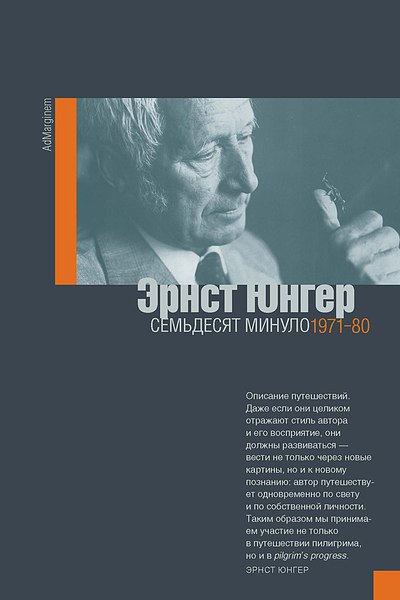 AdMarginem
Эрнст Юнгер
СЕМЬДЕСЯТ МИНУЛО 1971–80
Описание путешествий.
Даже если они целиком
отражают стиль автора
и его восприятие, они
должны развиваться —
вести не только через новые
картины, но и к новому
познанию: автор путешеству-
ет одновременно по свету
и по собственной личности.
Таким образом мы принима-
ем участие не только
в путешествии пилигрима,
но и в pilgrim's progress.
ЭРНСТ ЮНГЕР